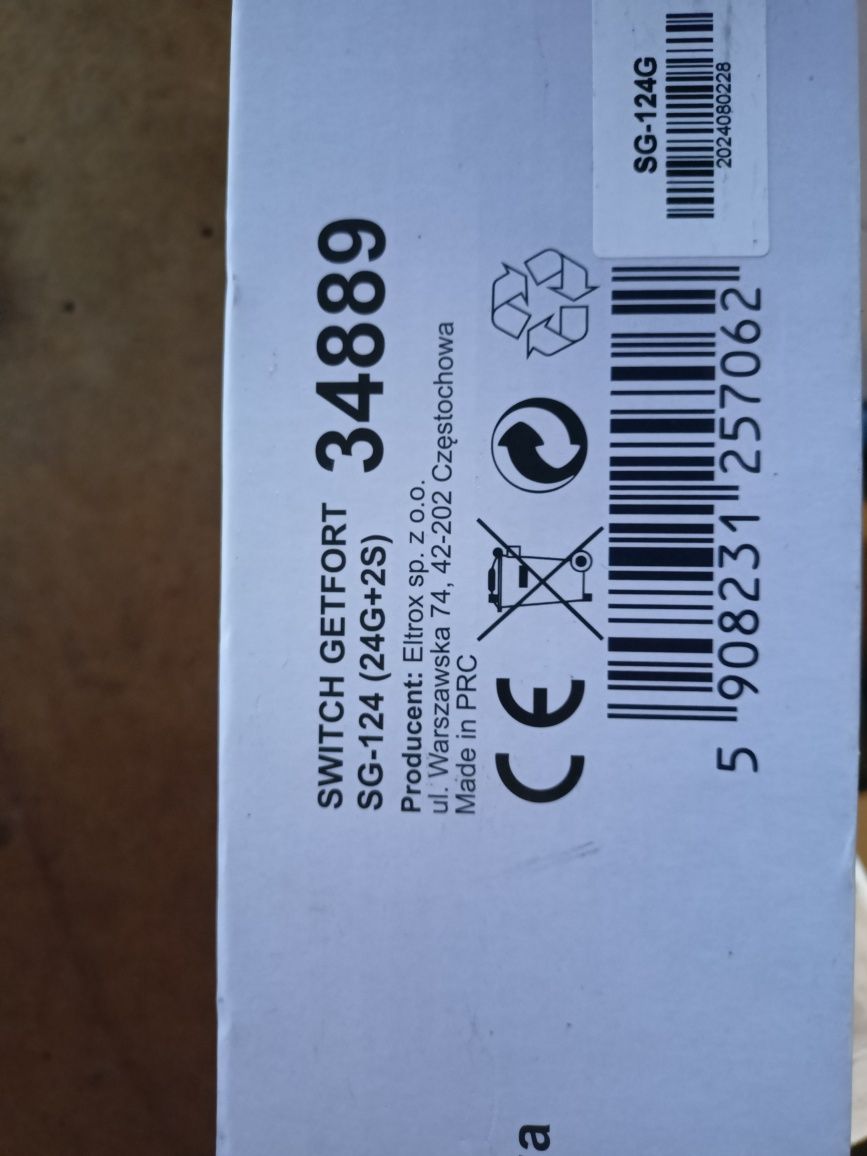 SWITCH GETFORT
SG-124 (24G+2S)
34889
Producent: Eltrox sp. z o.o.
ul. Warszawska 74, 42-202 Częstochowa
Made in PRC
CE
5 908231 257062
SG-124G
2024080228
a